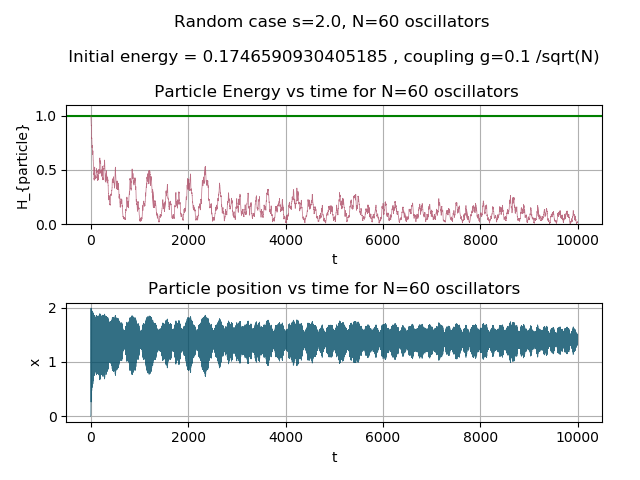 Random case s=2.0, N=60 oscillators
Initial energy = 0.1746590930405185 , coupling g=0.1 /sqrt(N)
Particle Energy vs time for N=60 oscillators
H_{particle}
1.0
0.5
0.0
0 2000 4000 6000 8000 10000
t
Particle position vs time for N=60 oscillators
x
2
1
0
0 2000 4000 6000 8000 10000
t